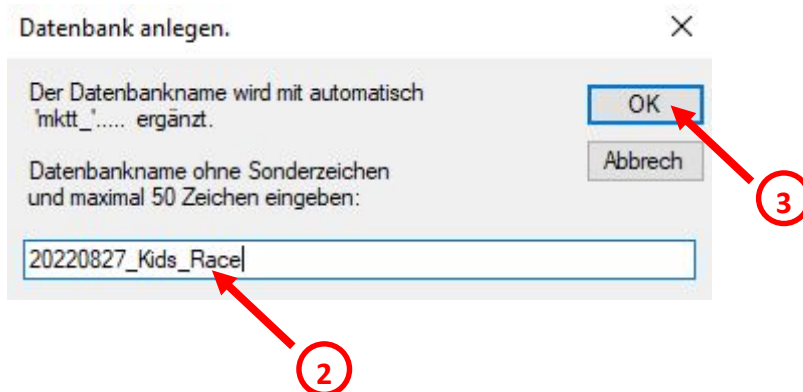 Datenbank anlegen.
Der Datenbankname wird mit automatisch
'mktt_'..... ergänzt.
OK
Datenbankname ohne Sonderzeichen
und maximal 50 Zeichen eingeben:
Abbrech
3
20220827_Kids_Race
2